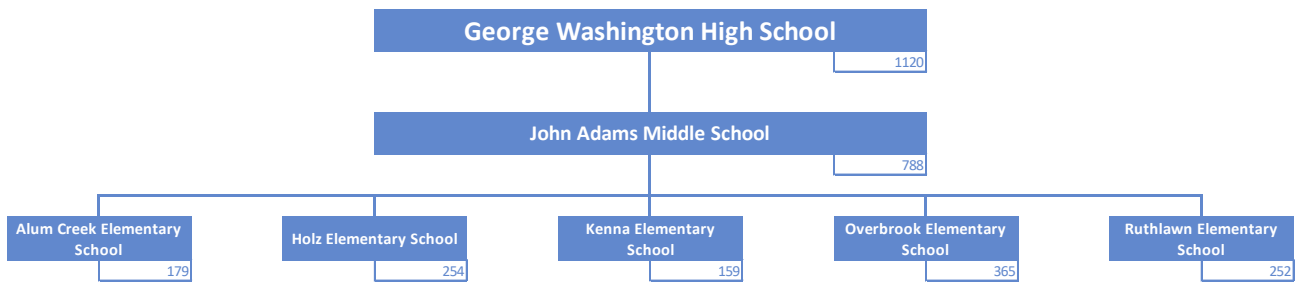 George Washington High School
1120
John Adams Middle School
788
Alum Creek Elementary
School
179
Holz Elementary School
254
Kenna Elementary
School
159
Overbrook Elementary
School
365
Ruthlawn Elementary
School
252